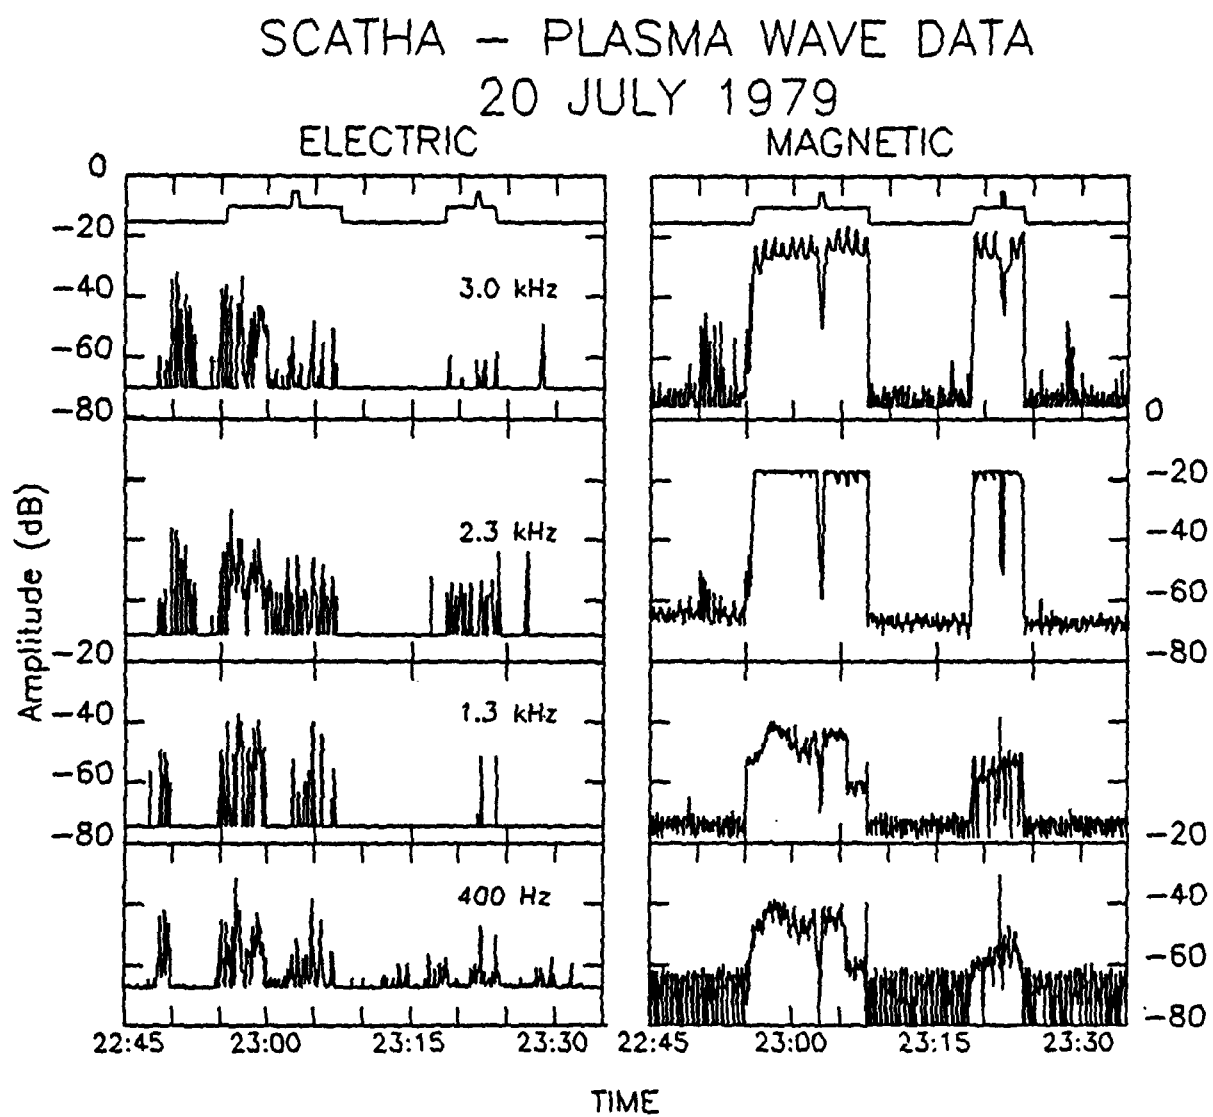 SCATHA – PLASMA WAVE DATA
20 JULY 1979
ELECTRIC MAGNETIC
0
−20
−40 3.0 kHz
−60
−80 0
−20
2.3 kHz −40
−60
−20 −80
−40 1.3 kHz
−60
−80 −20
400 Hz −40
−60
−80
Amplitude (dB)
22:45 23:00 23:15 23:30 22:45 23:00 23:15 23:30
TIME